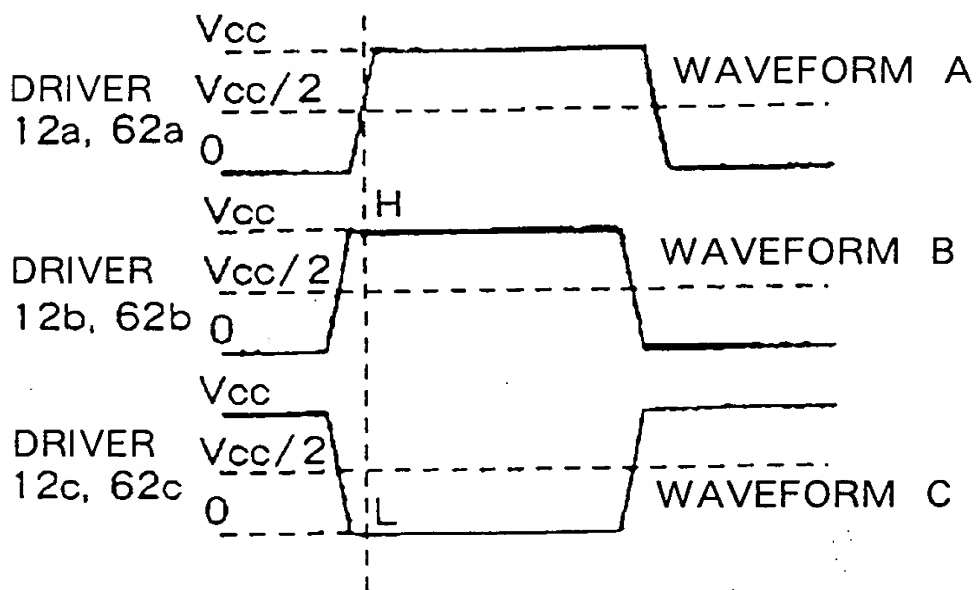 Vcc
DRIVER
12a, 62a
Vcc/2
0
WAVEFORM A
Vcc
H
DRIVER
12b, 62b
Vcc/2
0
WAVEFORM B
Vcc
DRIVER
12c, 62c
Vcc/2
0
L
WAVEFORM C